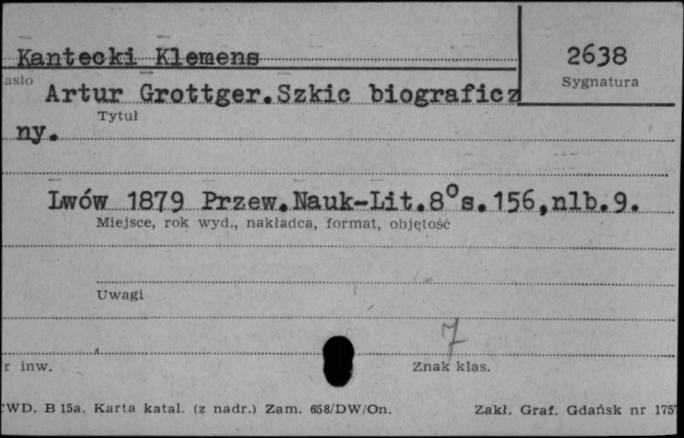 Kantecki Klemens
2638
asło
Sygnatura
Artur Grottger.Szkic biograficz
Tytuł
ny.
Lwów 1879 Przew.Nauk-Lit.8° s.156,nlb.9.
Miejsce, rok wyd., nakładca, format, objętość
Uwagi
7
r inw.
Znak klas.
WD. B 15a. Karta katal. (z nadr.) Zam. 658/DW/On.
Zakł. Graf. Gdańsk nr 1757